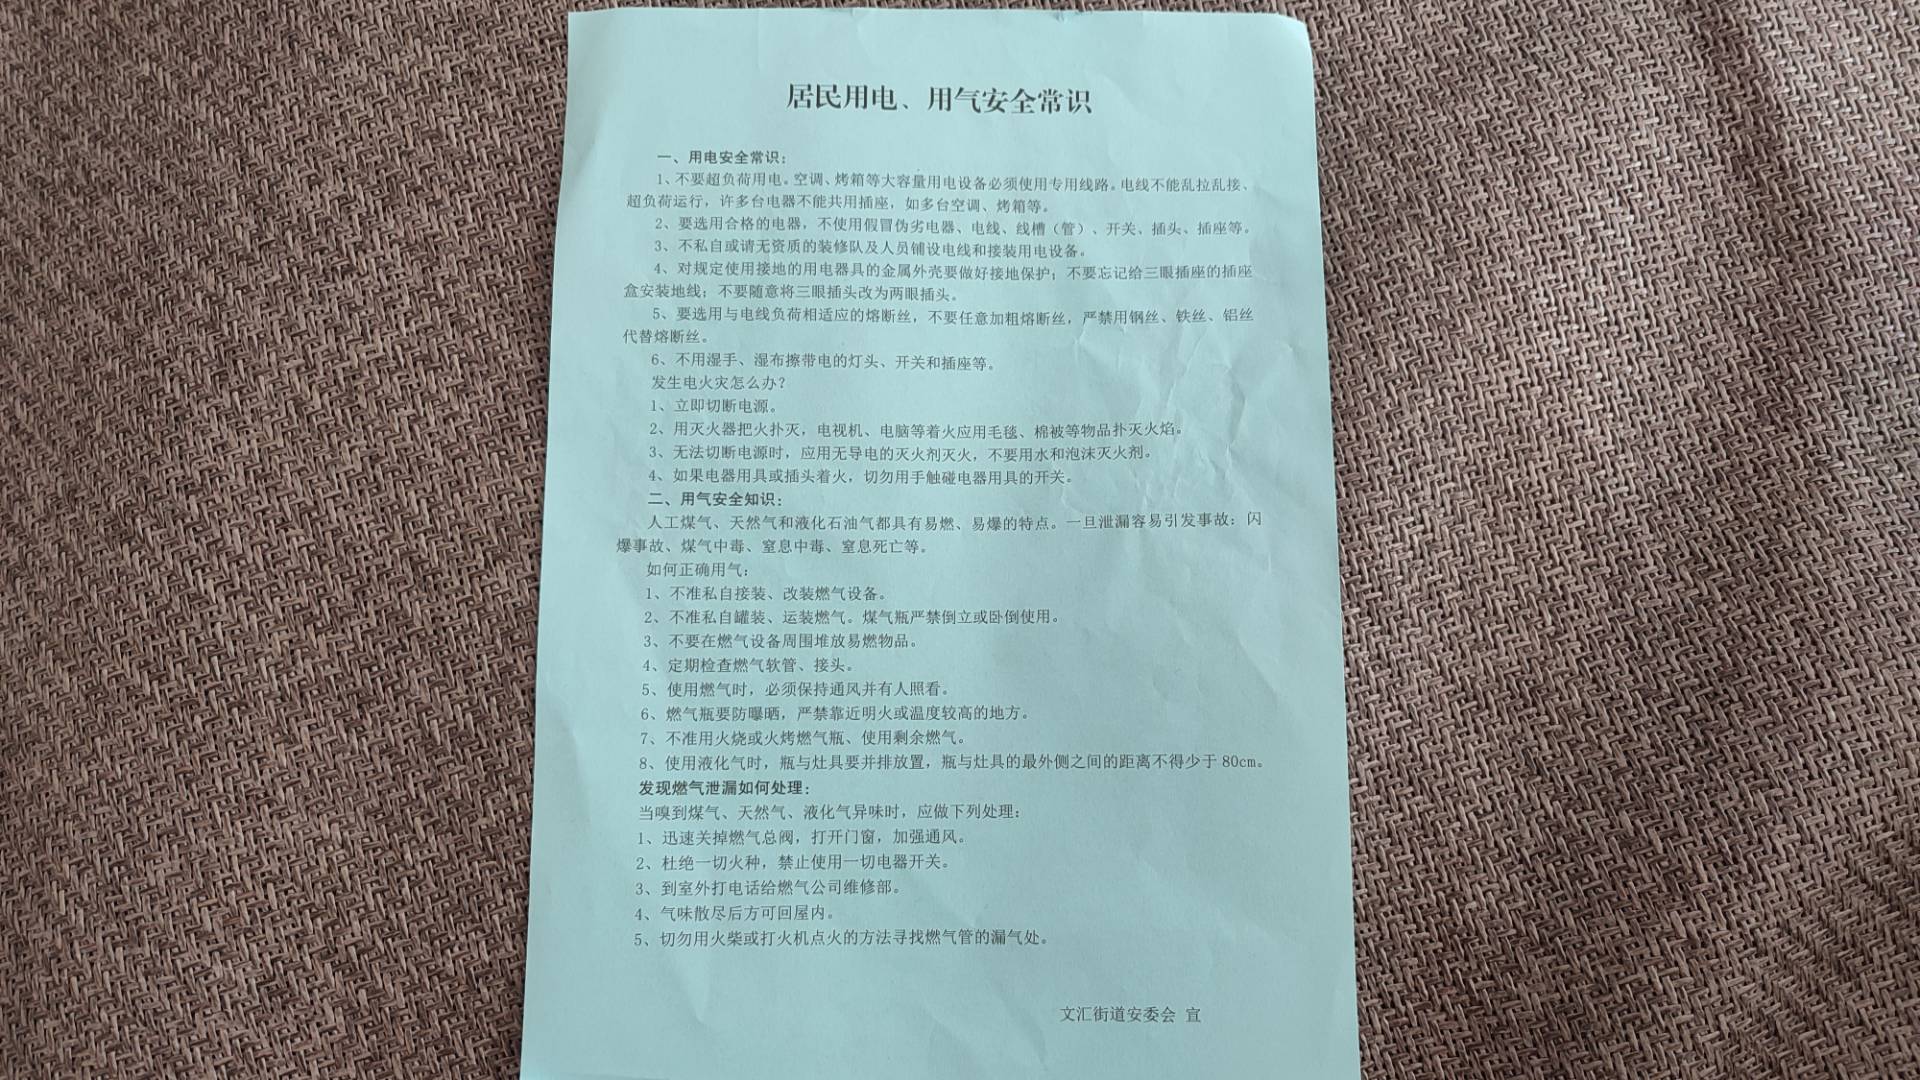 居民用电、用气安全常识
一、用电安全常识：
1、不要超负荷用电。空调、烤箱等大容量用电设备必须使用专用线路。电线不能乱拉乱接、
超负荷运行，许多台电器不能共用插座，如多台空调、烤箱等。
2、要选用合格的电器，不使用假冒伪劣电器、电线、线槽（管）、开关、插头、插座等。
3、不私自或请无资质的装修队及人员铺设电线和接装用电设备。
4、对规定使用接地的用电器具的金属外壳要做好接地保护；不要忘记给三眼插座的插座
盒安装地线；不要随意将三眼插头改为两眼插头。
5、要选用与电线负荷相适应的熔断丝，不要任意加粗熔断丝，严禁用钢丝、铁丝、铝丝
代替熔断丝。
6、不用湿手、湿布擦带电的灯头、开关和插座等。
发生电火灾怎么办？
1、立即切断电源。
2、用灭火器把火扑灭，电视机、电脑等着火应用毛毯、棉被等物品扑灭火焰。
3、无法切断电源时，应用无导电的灭火剂灭火，不要用水和泡沫灭火剂。
4、如果电器用具或插头着火，切勿用手触碰电器用具的开关。
二、用气安全知识：
人工煤气、天然气和液化石油气都具有易燃、易爆的特点。一旦泄漏容易引发事故：闪
爆事故、煤气中毒、窒息中毒、窒息死亡等。
如何正确用气：
1、不准私自接装、改装燃气设备。
2、不准私自罐装、运装燃气。煤气瓶严禁倒立或卧倒使用。
3、不要在燃气设备周围堆放易燃物品。
4、定期检查燃气软管、接头。
5、使用燃气时，必须保持通风并有人照看。
6、燃气瓶要防曝晒，严禁靠近明火或温度较高的地方。
7、不准用火烧或火烤燃气瓶、使用剩余燃气。
8、使用液化气时，瓶与灶具要并排放置，瓶与灶具的最外侧之间的距离不得少于80cm。
发现燃气泄漏如何处理：
当嗅到煤气、天然气、液化气异味时，应做下列处理：
1、迅速关掉燃气总阀，打开门窗，加强通风。
2、杜绝一切火种，禁止使用一切电器开关。
3、到室外打电话给燃气公司维修部。
4、气味散尽后方可回屋内。
5、切勿用火柴或打火机点火的方法寻找燃气管的漏气处。
文汇街道安委会 宣